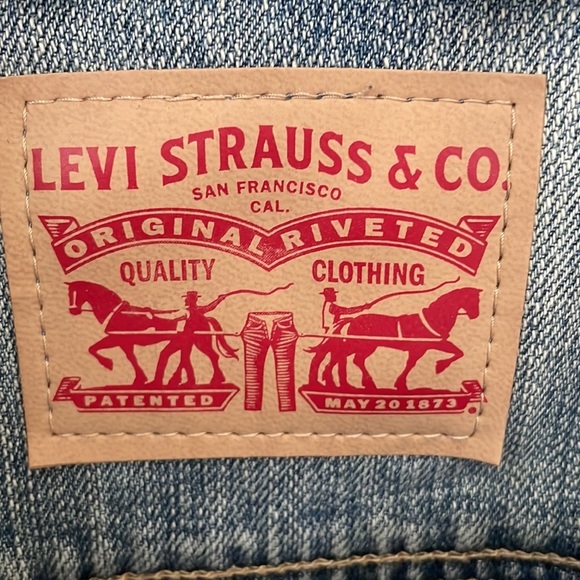 LEVI STRAUSS & CO.
SAN FRANCISCO
CAL.
ORIGINAL RIVETED
QUALITY CLOTHING
PATENTED MAY 20 1873.